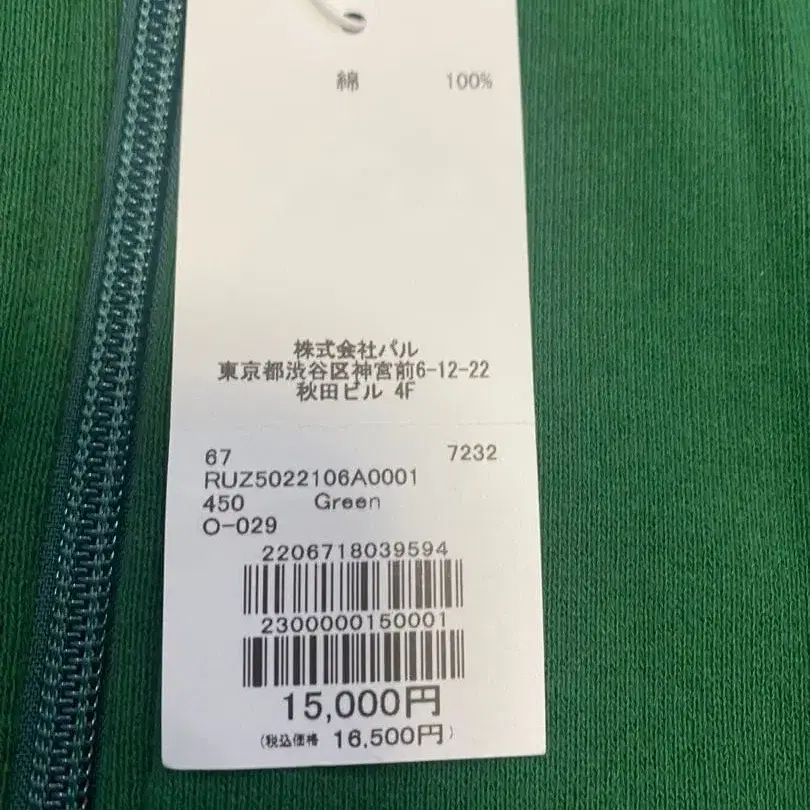 綿 100%
株式会社パル
東京都渋谷区神宮前6-12-22
秋田ビル 4F
67 7232
RUZ5022106A0001
450 Green
O-029
2206718039594
2300000150001
15,000円
(税込価格 16,500円)